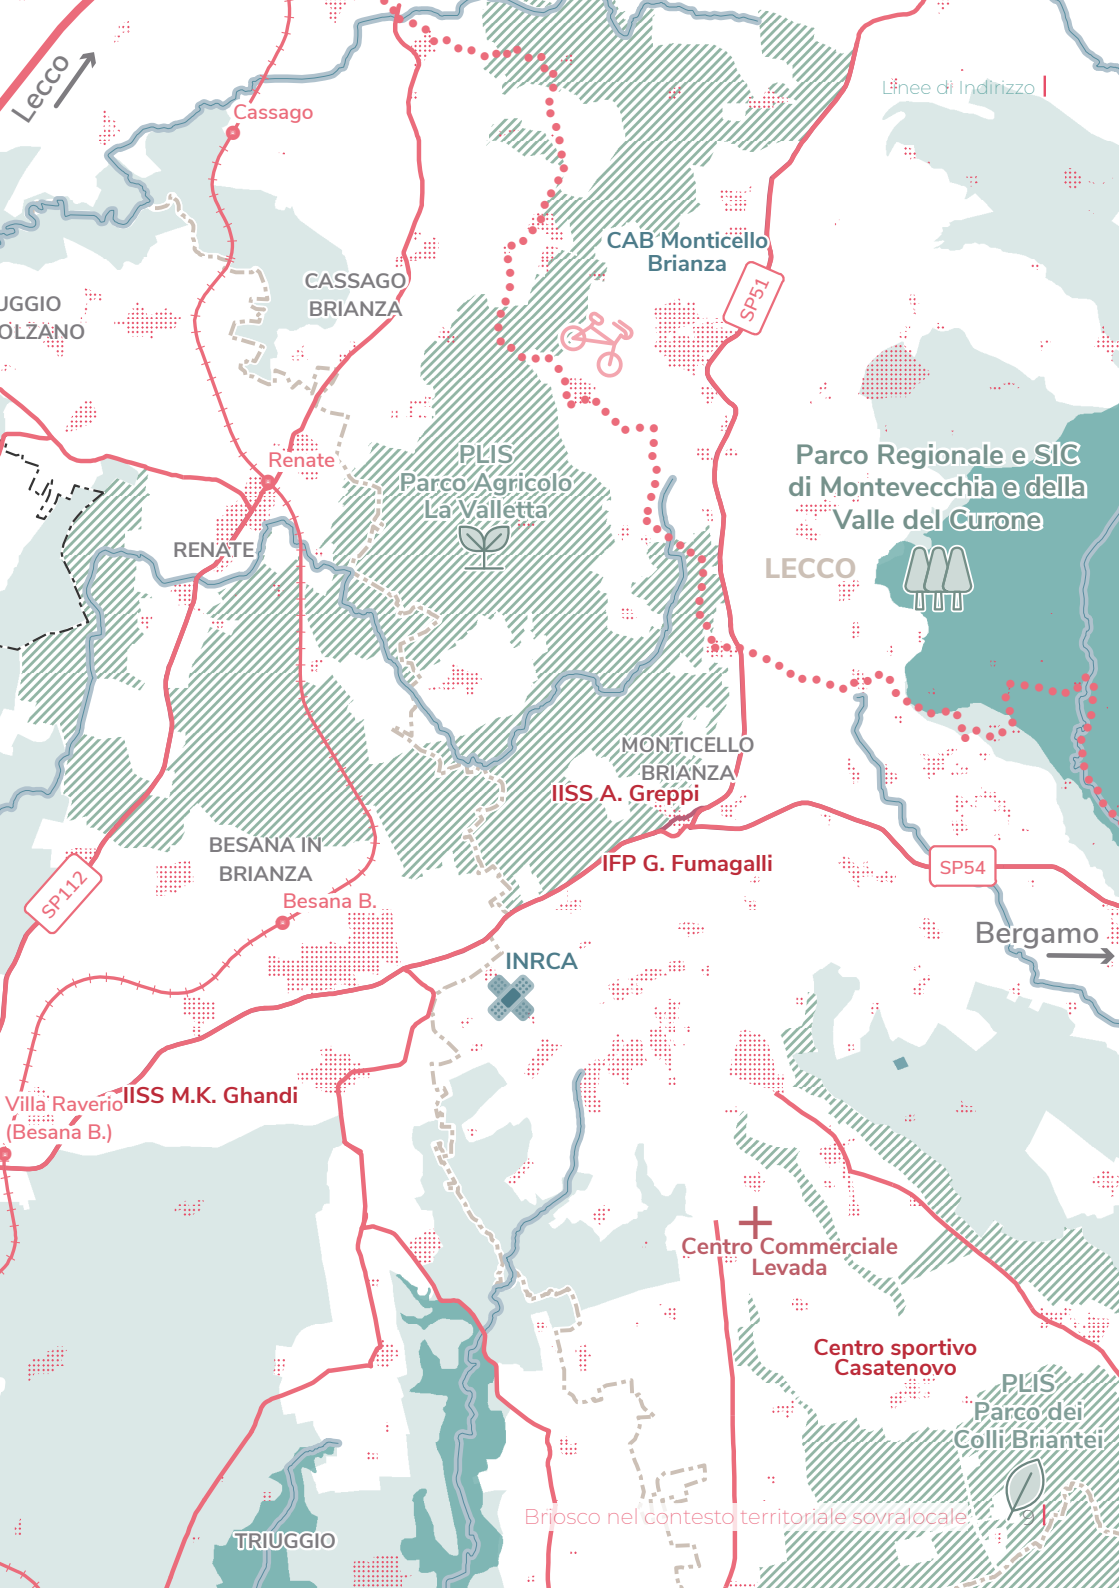 Lecco
Linee di Indirizzo
Cassago
CAB Monticello
Brianza
CASSAGO
BRIANZA
SP51
UGGIO
OLZANO
Renate
PLIS
Parco Agricolo
La Valletta
Parco Regionale e SIC
di Montevecchia e della
Valle del Curone
RENATE
LECCO
MONTICELLO
BRIANZA
IISS A. Greppi
IFP G. Fumagalli
BESANA IN
BRIANZA
SP54
SP112
Besana B.
Bergamo
INRCA
IISS M.K. Ghandi
Villa Raverio
(Besana B.)
Centro Commerciale
Levada
Centro sportivo
Casatenovo
PLIS
Parco dei
Colli Briantei
TRIUGGIO
Briosco nel contesto territoriale sovralocale
9